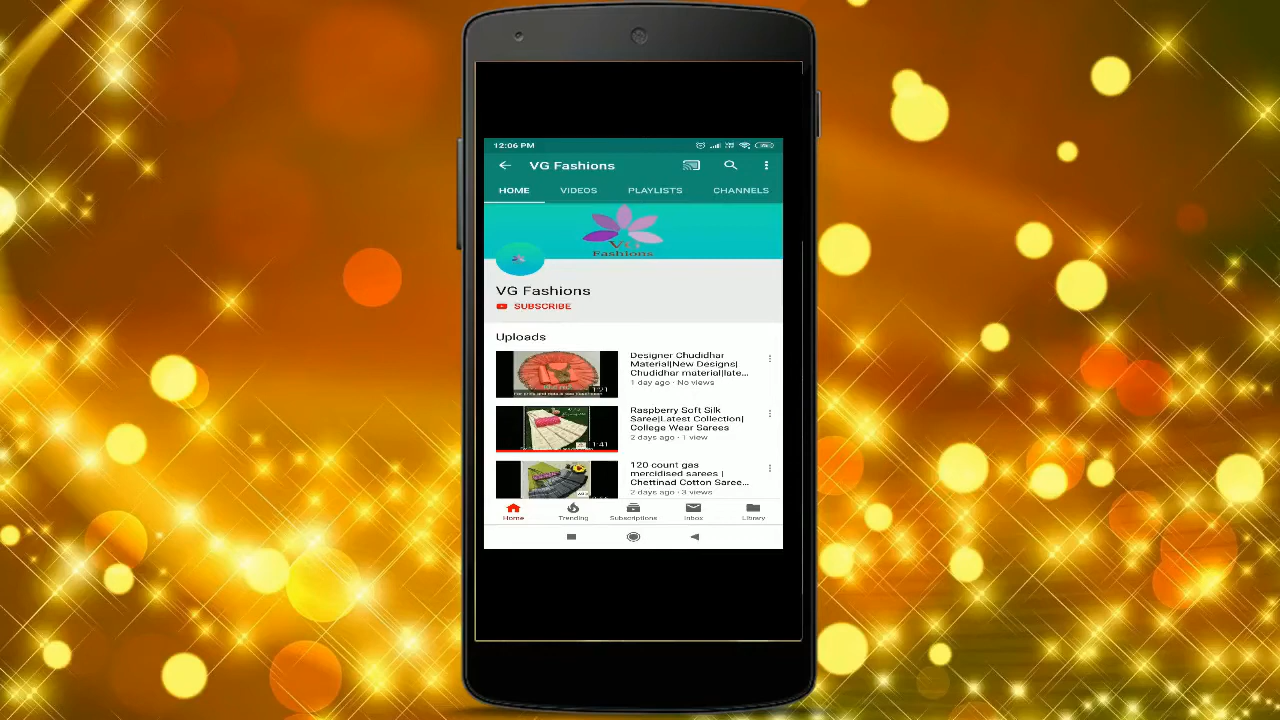 12:06 PM
VG Fashions
HOME VIDEOS PLAYLISTS CHANNELS
VG
Fashions
VG Fashions
SUBSCRIBE
Uploads
Designer Chudidhar
Material|New Designs|
Chudidhar material|late...
1 day ago · No views
1:21
Raspberry Soft Silk
Saree|Latest Collection|
College Wear Sarees
2 days ago · 1 view
1:41
120 count gas
mercidised sarees |
Chettinad Cotton Saree...
2 days ago · 3 views
Home Trending Subscriptions Inbox Library